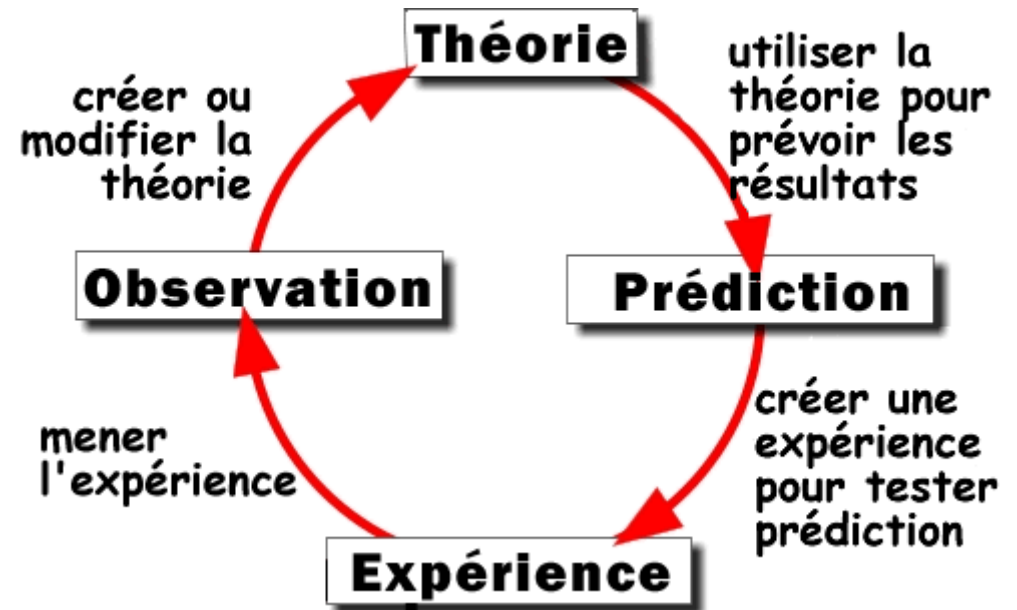 Théorie
utiliser la
théorie pour
prévoir les
résultats
Prédiction
créer une
expérience
pour tester
prédiction
Expérience
mener
l'expérience
Observation
créer ou
modifier la
théorie